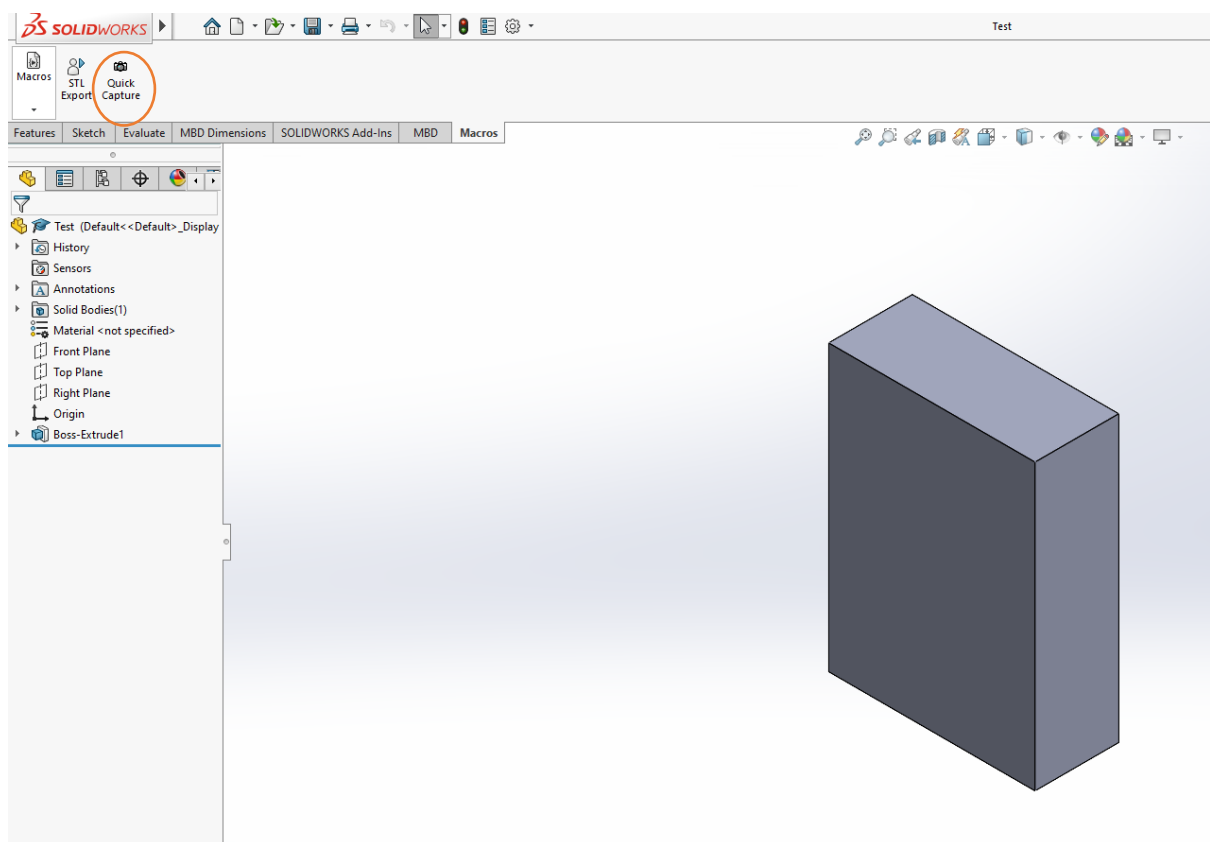 SOLIDWORKS
Test
Macros
STL
Export
Quick
Capture
Features Sketch Evaluate MBD Dimensions SOLIDWORKS Add-Ins MBD Macros
Test (Default<<Default>_Display
History
Sensors
Annotations
Solid Bodies(1)
Material <not specified>
Front Plane
Top Plane
Right Plane
Origin
Boss-Extrude1